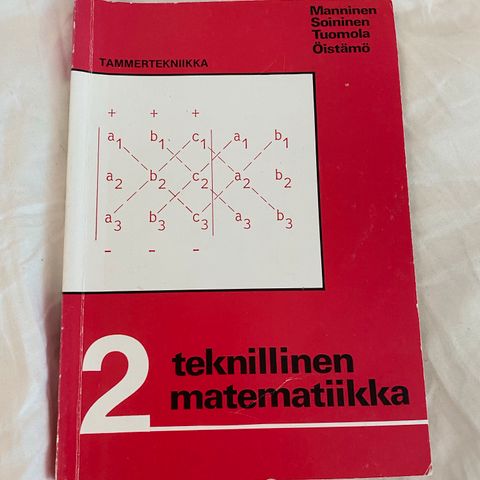 Manninen
Soininen
Tuomola
Öistämö
TAMMERTEKNIIKKA
+ + +
a1 b1 c1 a1 b1
a2 b2 c2 a2 b2
a3 b3 c3 a3 b3
- - -
2 teknillinen
matematiikka